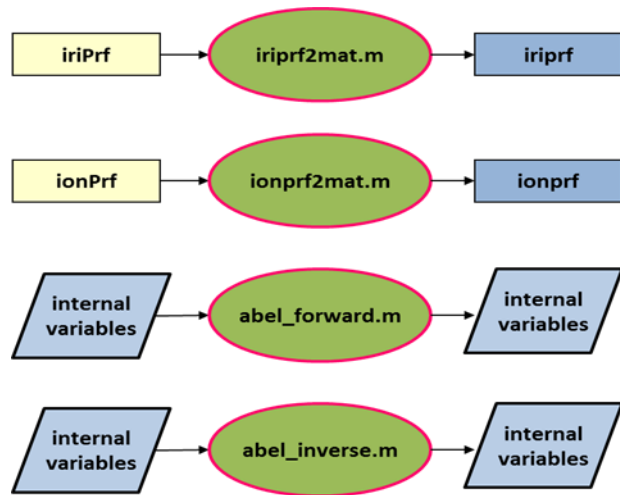 iriPrf
iriprf2mat.m
iriprf
ionPrf
ionprf2mat.m
ionprf
internal
variables
abel_forward.m
internal
variables
internal
variables
abel_inverse.m
internal
variables